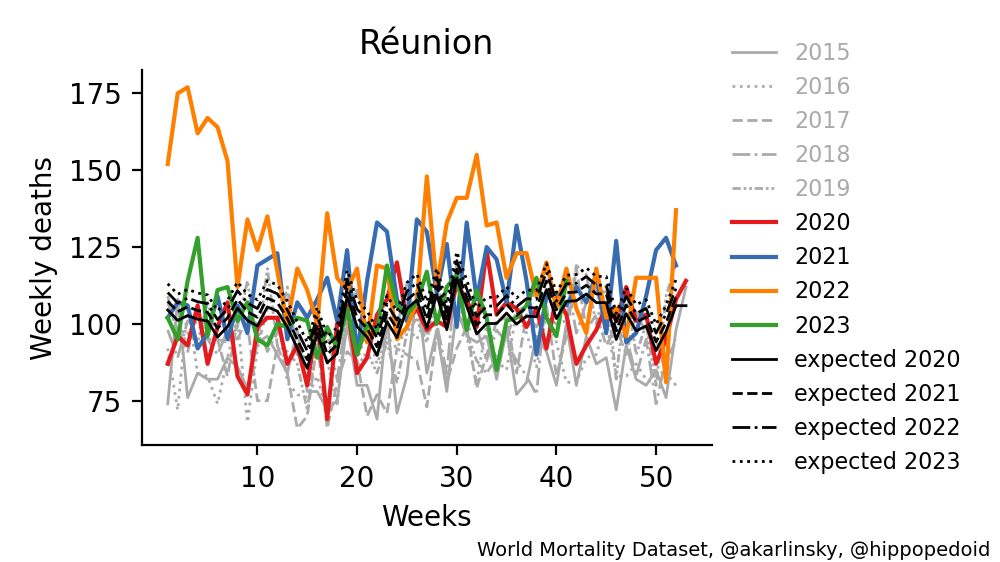 Réunion
Weekly deaths
175
150
125
100
75
10 20 30 40 50
Weeks
2015
2016
2017
2018
2019
2020
2021
2022
2023
expected 2020
expected 2021
expected 2022
expected 2023
World Mortality Dataset, @akarlinsky, @hippopedoid